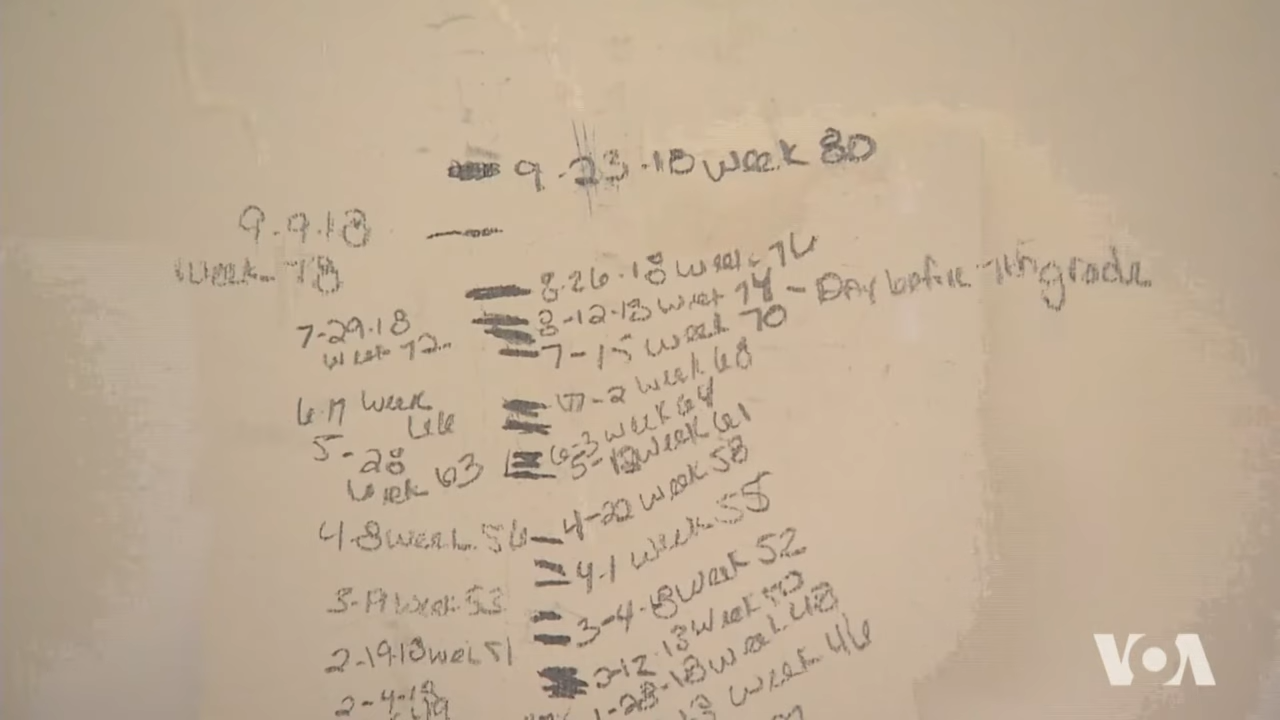 9-23-18 week 80
9.9.18
week 78
8-26-18 week 76
8-12-18 week 74 - Day before 7th grade
7-29-18
week 72
7-15 week 70
7-2 week 68
6-17 week
66
6-3 week 64
5-28
week 63
week 61
4-22 week 58
4-8 week 56
4-1 week 55
3-4-18 week 52
week 53
2-12-18 week 50
2-19-18 week 51
1-28-18 week 48
2-4-18
49
week 46
VOA